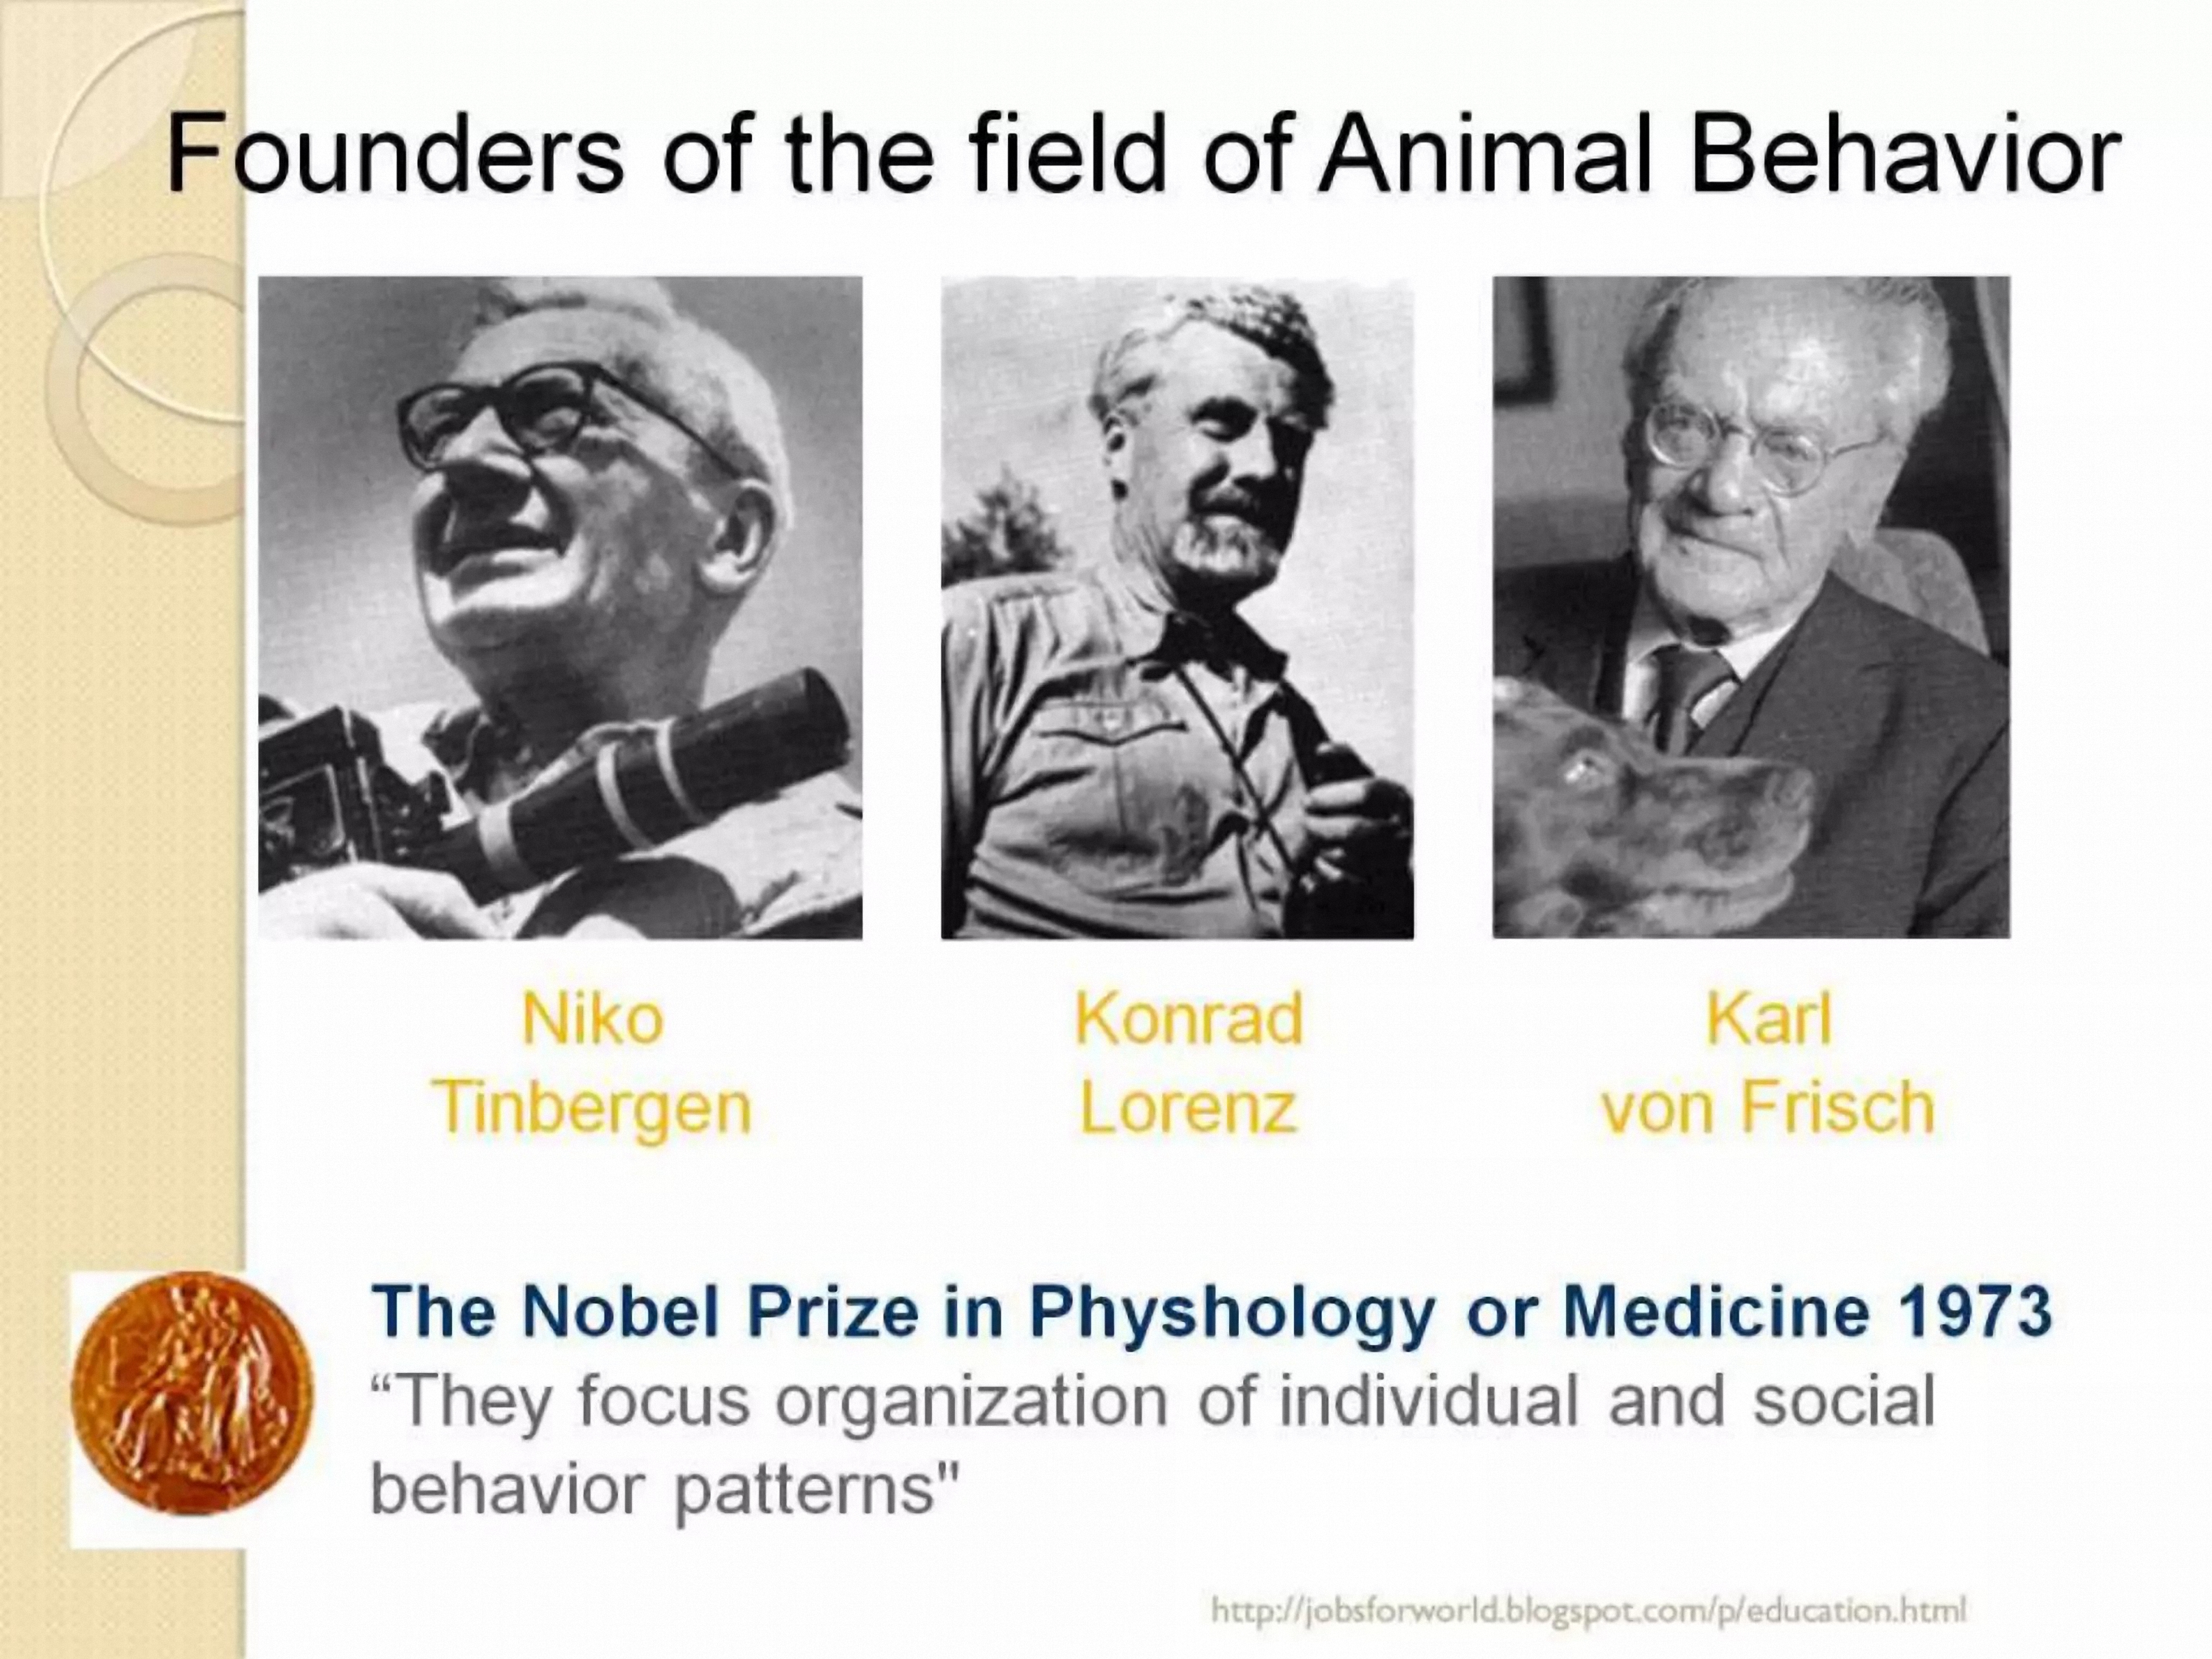 Founders of the field of Animal Behavior
Niko
Tinbergen
Konrad
Lorenz
Karl
von Frisch
The Nobel Prize in Physhology or Medicine 1973
“They focus organization of individual and social
behavior patterns"
http://jobsforworld.blogspot.com/p/education.html